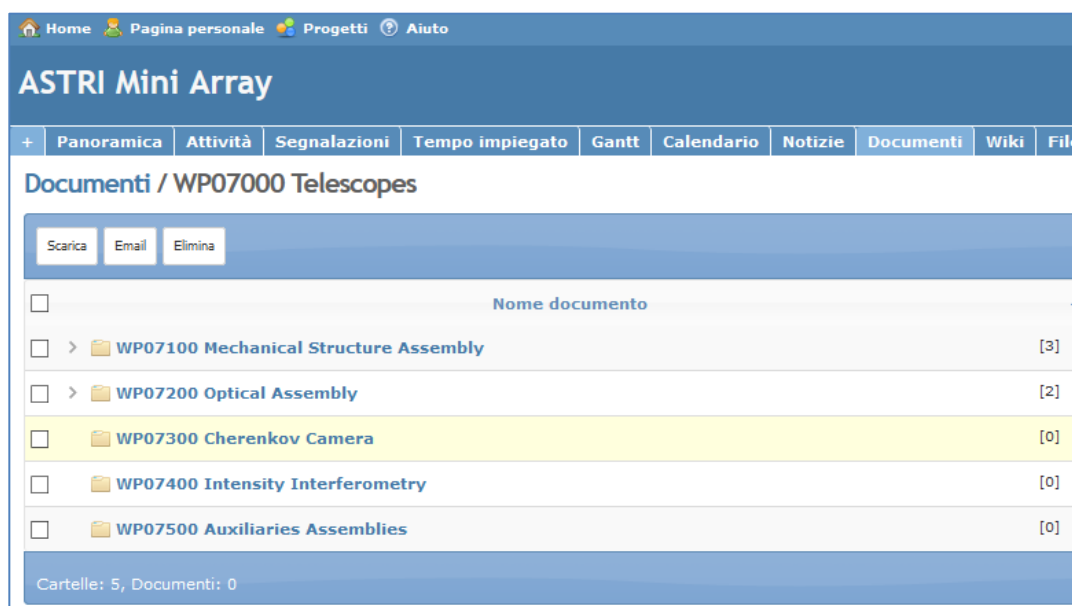 Home Pagina personale Progetti ? Aiuto
ASTRI Mini Array
+ Panoramica Attività Segnalazioni Tempo impiegato Gantt Calendario Notizie Documenti Wiki
Documenti / WP07000 Telescopes
Scarica Email Elimina
Nome documento
> WP07100 Mechanical Structure Assembly [3]
> WP07200 Optical Assembly [2]
WP07300 Cherenkov Camera [0]
WP07400 Intensity Interferometry [0]
WP07500 Auxiliaries Assemblies [0]
Cartelle: 5, Documenti: 0